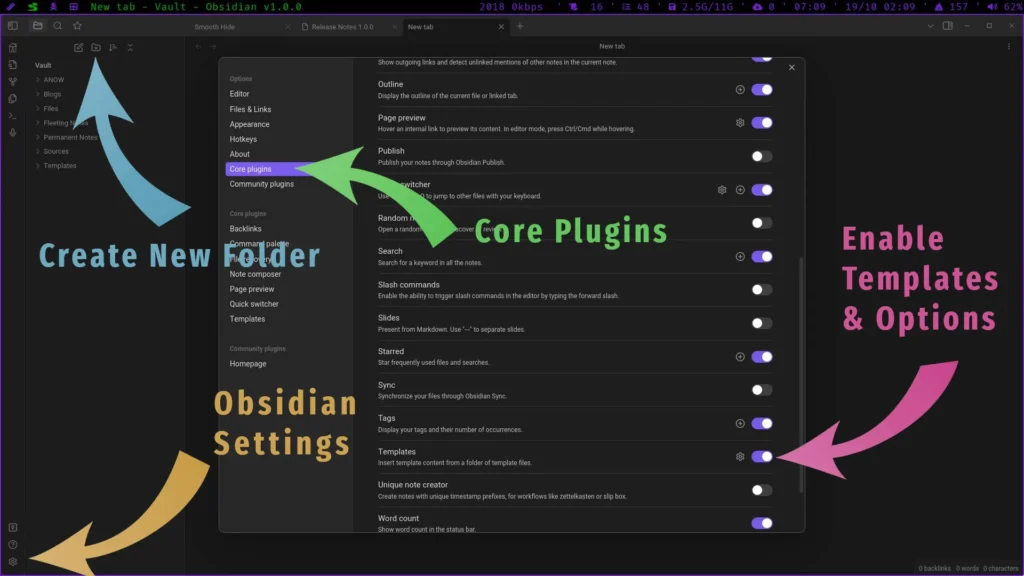 New tab - Vault - Obsidian v1.0.0
2018 0kbps
16
48
2.5G/11G
0
07:09
19/10 02:09
157
62%
Smooth Hide
Release Notes 1.0.0
New tab
New tab
Vault
ANOW
Blogs
Files
Fleeting
Permanent Notes
Sources
Templates
Create New Folder
Obsidian
Settings
Options
Editor
Files & Links
Appearance
Hotkeys
About
Core plugins
Community plugins
Core plugins
Backlinks
Command palette
Note composer
Page preview
Quick switcher
Templates
Community plugins
Homepage
Show outgoing links and detect unlinked mentions of other notes in the current note.
Outline
Display the outline of the current file or linked tab.
Page preview
Hover an internal link to preview its content. In editor mode, press Ctrl/Cmd while hovering.
Publish
Publish your notes through Obsidian Publish.
switcher
to jump to other files with your keyboard.
Random
Open a random
Search
Search for a keyword in all the notes.
Slash commands
Enable the ability to trigger slash commands in the editor by typing the forward slash.
Slides
Present from Markdown. Use "---" to separate slides.
Starred
Star frequently used files and searches.
Sync
Synchronize your files through Obsidian Sync.
Tags
Display your tags and their number of occurrences.
Templates
Insert template content from a folder of template files.
Unique note creator
Create notes with unique timestamp prefixes, for workflows like zettelkasten or slip box.
Word count
Show word count in the status bar.
Core Plugins
Enable
Templates
& Options
0 backlinks 0 words 0 characters